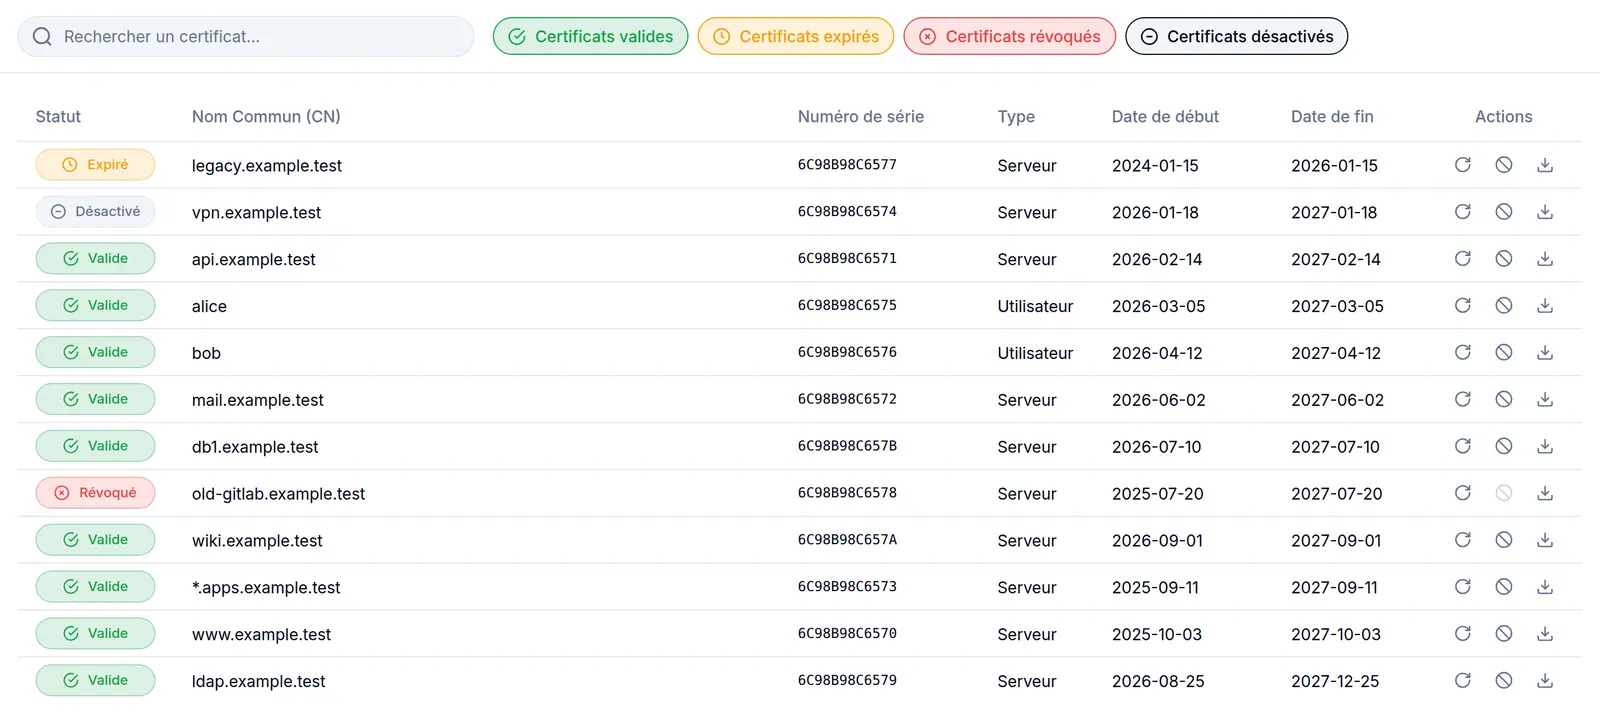 Rechercher un certificat... Certificats valides Certificats expirés Certificats révoqués Certificats désactivés
Statut Nom Commun (CN) Numéro de série Type Date de début Date de fin Actions
Expiré legacy.example.test 6C98B98C6577 Serveur 2024-01-15 2026-01-15
Désactivé vpn.example.test 6C98B98C6574 Serveur 2026-01-18 2027-01-18
Valide api.example.test 6C98B98C6571 Serveur 2026-02-14 2027-02-14
Valide alice 6C98B98C6575 Utilisateur 2026-03-05 2027-03-05
Valide bob 6C98B98C6576 Utilisateur 2026-04-12 2027-04-12
Valide mail.example.test 6C98B98C6572 Serveur 2026-06-02 2027-06-02
Valide db1.example.test 6C98B98C657B Serveur 2026-07-10 2027-07-10
Révoqué old-gitlab.example.test 6C98B98C6578 Serveur 2025-07-20 2027-07-20
Valide wiki.example.test 6C98B98C657A Serveur 2026-09-01 2027-09-01
Valide *.apps.example.test 6C98B98C6573 Serveur 2025-09-11 2027-09-11
Valide www.example.test 6C98B98C6570 Serveur 2025-10-03 2027-10-03
Valide ldap.example.test 6C98B98C6579 Serveur 2026-08-25 2027-12-25